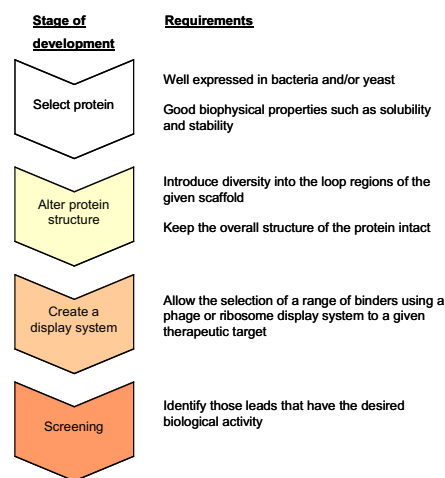 Stage of development
Requirements
Select protein
Well expressed in bacteria and/or yeast
Good biophysical properties such as solubility
and stability
Alter protein
structure
Introduce diversity into the loop regions of the
given scaffold
Keep the overall structure of the protein intact
Create a
display system
Allow the selection of a range of binders using a
phage or ribosome display system to a given
therapeutic target
Screening
Identify those leads that have the desired
biological activity